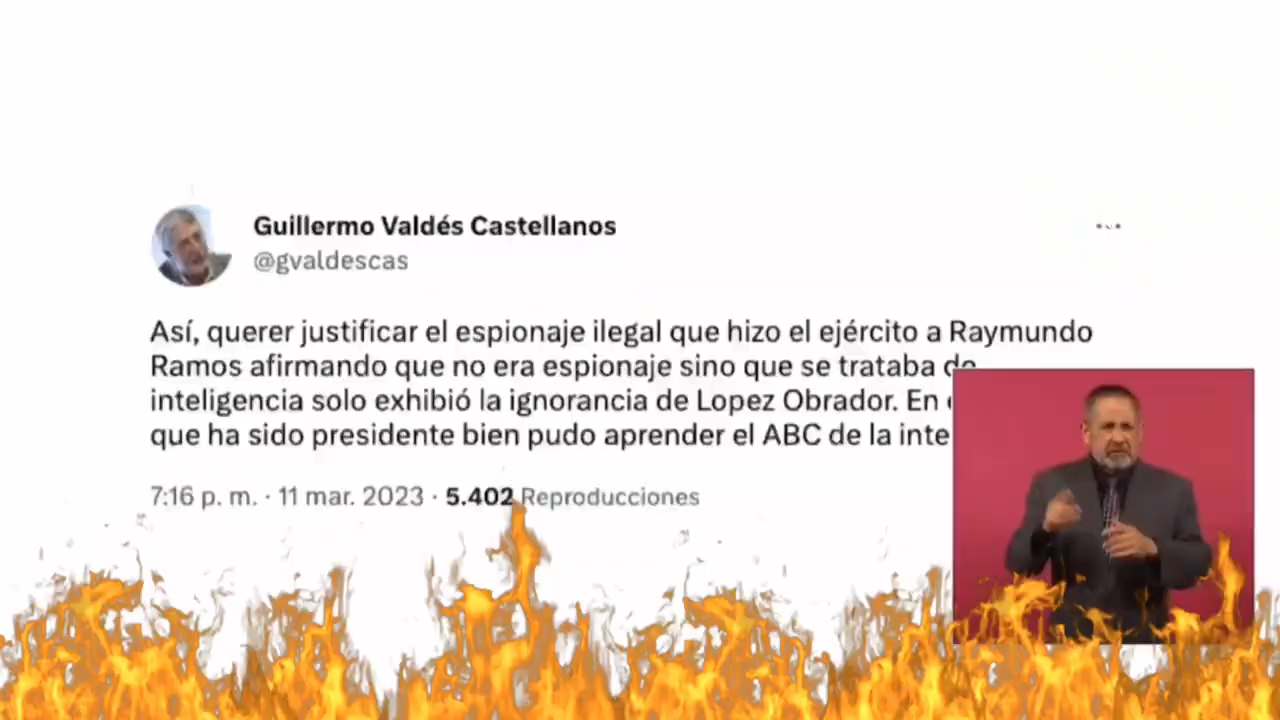 Guillermo Valdés Castellanos
@gvaldescas
Así, querer justificar el espionaje ilegal que hizo el ejército a Raymundo
Ramos afirmando que no era espionaje sino que se trataba de
inteligencia solo exhibió la ignorancia de Lopez Obrador. En
que ha sido presidente bien pudo aprender el ABC de la
7:16 p. m. · 11 mar. 2023 · 5.402 Reproducciones